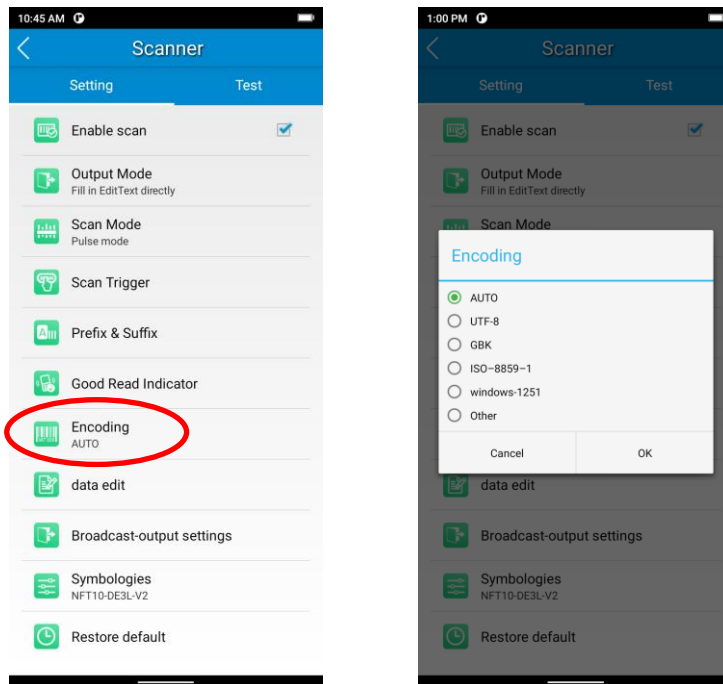 10:45 AM
Scanner
Setting Test
Enable scan
Output Mode
Fill in EditText directly
Scan Mode
Pulse mode
Scan Trigger
Prefix & Suffix
Good Read Indicator
Encoding
AUTO
data edit
Broadcast-output settings
Symbologies
NFT10-DE3L-V2
Restore default
1:00 PM
Scanner
Setting Test
Enable scan
Output Mode
Fill in EditText directly
Scan Mode
Encoding
AUTO
UTF-8
GBK
ISO-8859-1
windows-1251
Other
Cancel OK
data edit
Broadcast-output settings
Symbologies
NFT10-DE3L-V2
Restore default